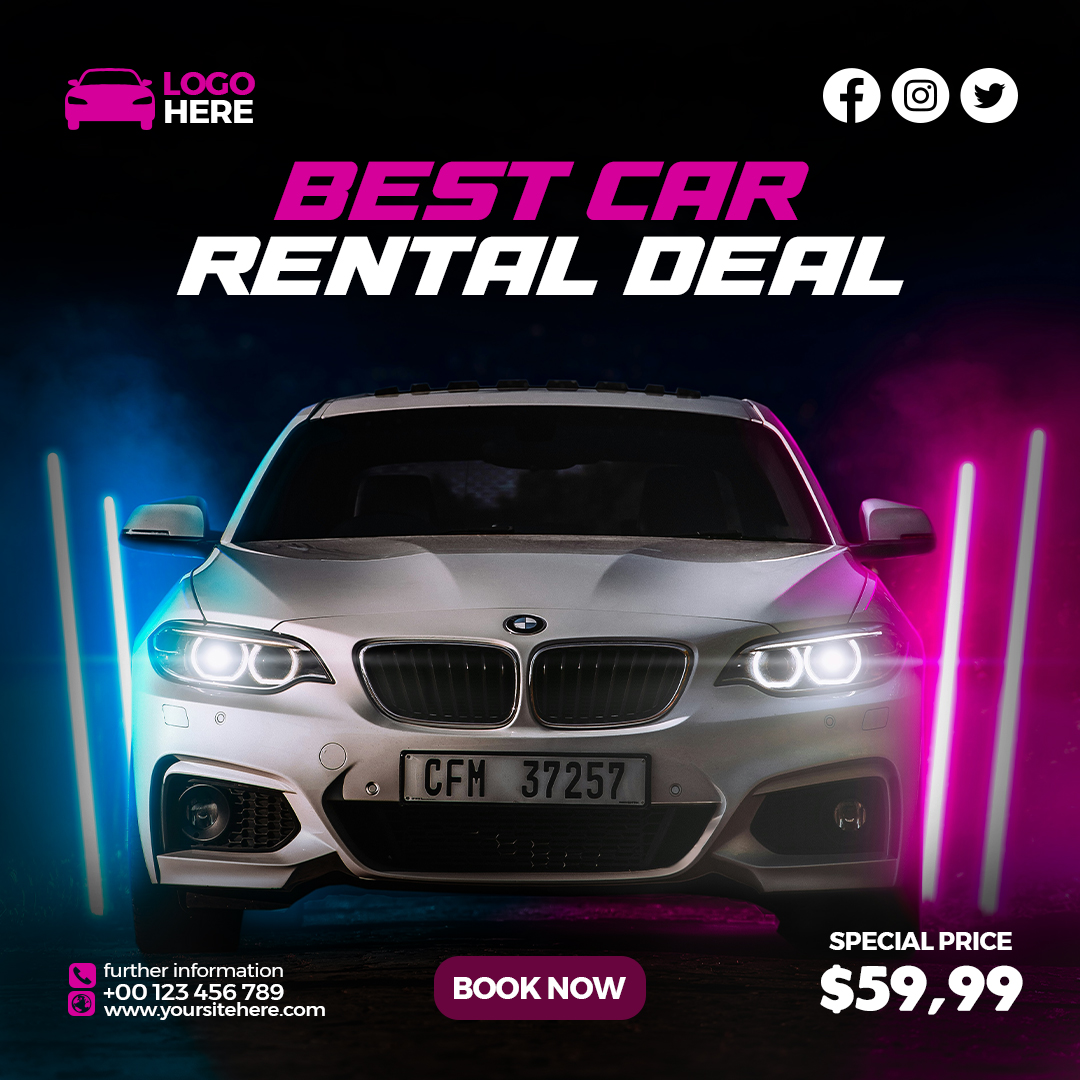 LOGO
HERE
BEST CAR
RENTAL DEAL
CFM 37257
further information
+00 123 456 789
www.yoursitehere.com
BOOK NOW
SPECIAL PRICE
$59,99